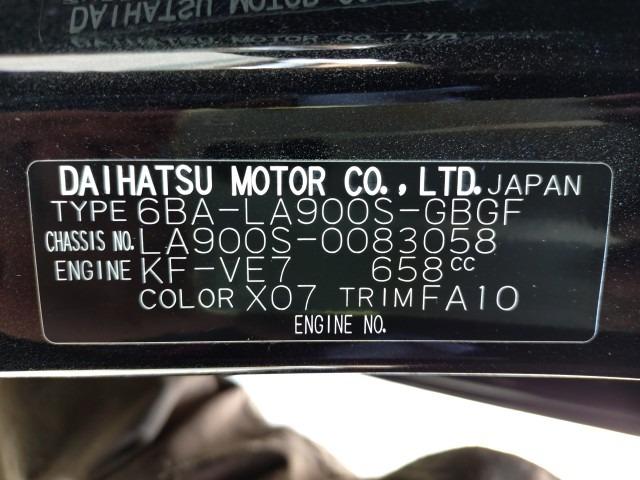 DAIHATSU MOTOR CO., LTD. JAPAN
TYPE 6BA-LA900S-GBGF
CHASSIS NO. LA900S-0083058
ENGINE KF-VE7 658cc
COLOR X07 TRIM FA10
ENGINE NO.